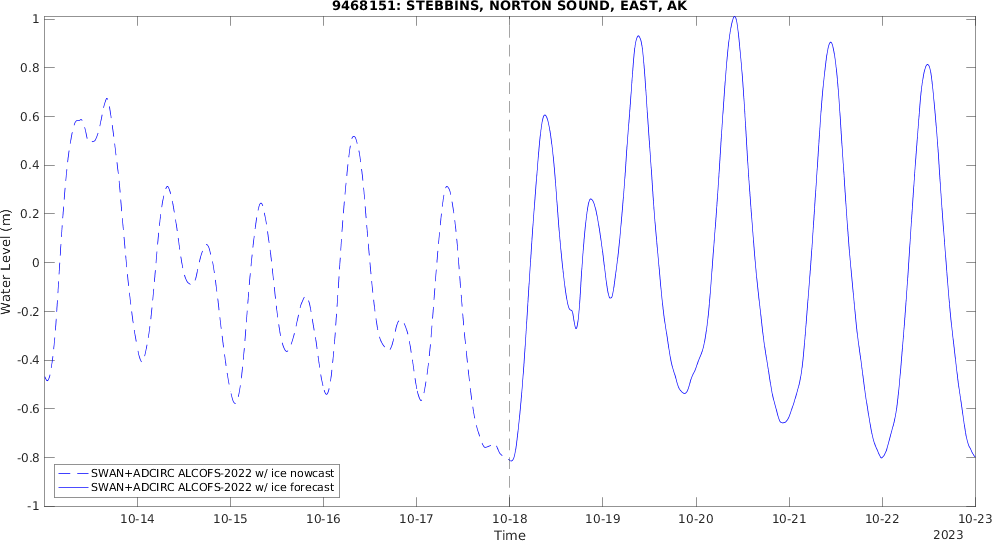 9468151: STEBBINS, NORTON SOUND, EAST, AK
1
0.8
0.6
0.4
0.2
0
-0.2
-0.4
-0.6
-0.8
-1
Water Level (m)
SWAN+ADCIRC ALCOFS-2022 w/ ice nowcast
SWAN+ADCIRC ALCOFS-2022 w/ ice forecast
10-14 10-15 10-16 10-17 10-18 10-19 10-20 10-21 10-22 10-23
Time
2023